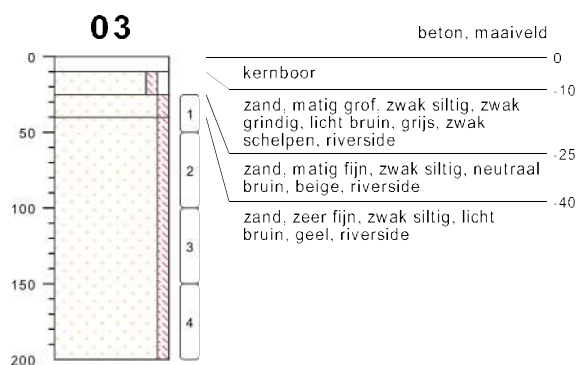 03
beton, maaiveld
0
0
kernboor
-10
zand, matig grof, zwak siltig, zwak
grindig, licht bruin, grijs, zwak
schelpen, riverside
1
50
-25
zand, matig fijn, zwak siltig, neutraal
bruin, beige, riverside
2
-40
100
zand, zeer fijn, zwak siltig, licht
bruin, geel, riverside
3
150
4
200